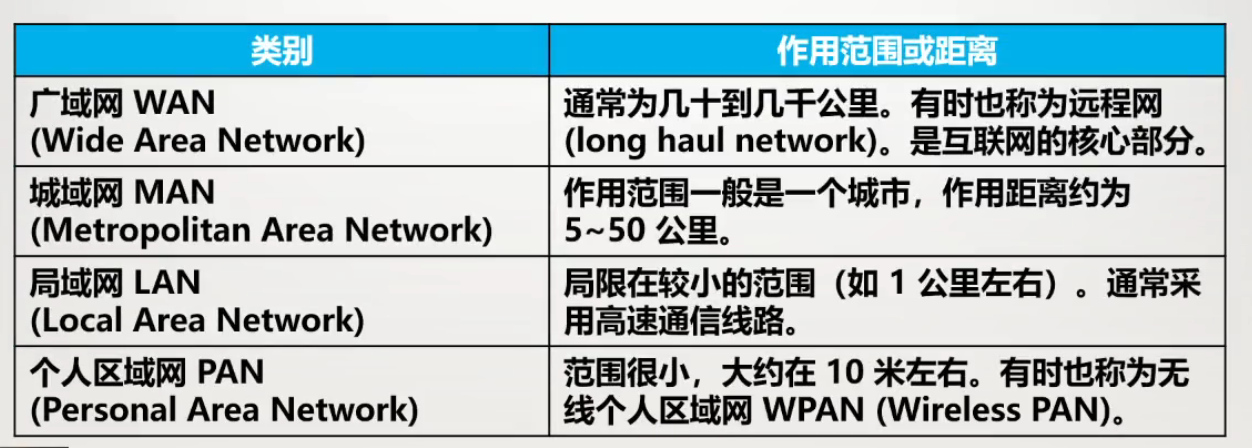 类别
作用范围或距离
广域网 WAN
(Wide Area Network)
通常为几十到几千公里。有时也称为远程网
(long haul network)。是互联网的核心部分。
城域网 MAN
(Metropolitan Area Network)
作用范围一般是一个城市，作用距离约为
5~50 公里。
局域网 LAN
(Local Area Network)
局限在较小的范围（如 1 公里左右）。通常采
用高速通信线路。
个人区域网 PAN
(Personal Area Network)
范围很小，大约在 10 米左右。有时也称为无
线个人区域网 WPAN (Wireless PAN)。